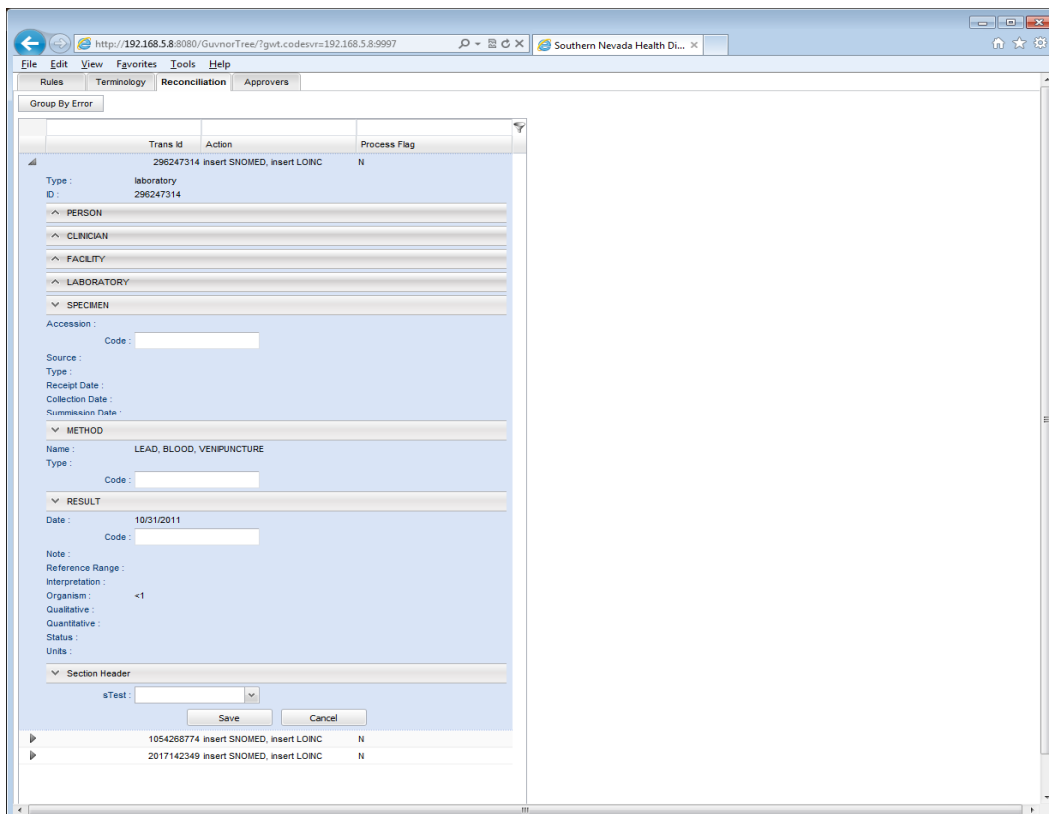 http://192.168.5.8:8080/GuvnorTree/?gwt.codesvr=192.168.5.8:9997 Southern Nevada Health Di...
File Edit View Favorites Tools Help
Rules Terminology Reconciliation Approvers
Group By Error
Trans Id Action Process Flag
296247314 insert SNOMED, insert LOINC N
Type : laboratory
ID : 296247314
PERSON
CLINICIAN
FACILITY
LABORATORY
SPECIMEN
Accession :
Code :
Source :
Type :
Receipt Date :
Collection Date :
Summission Date :
METHOD
Name : LEAD, BLOOD, VENIPUNCTURE
Type :
Code :
RESULT
Date : 10/31/2011
Code :
Note :
Reference Range :
Interpretation :
Organism : <1
Qualitative :
Quantitative :
Status :
Units :
Section Header
sTest :
Save Cancel
1054268774 insert SNOMED, insert LOINC N
2017142349 insert SNOMED, insert LOINC N